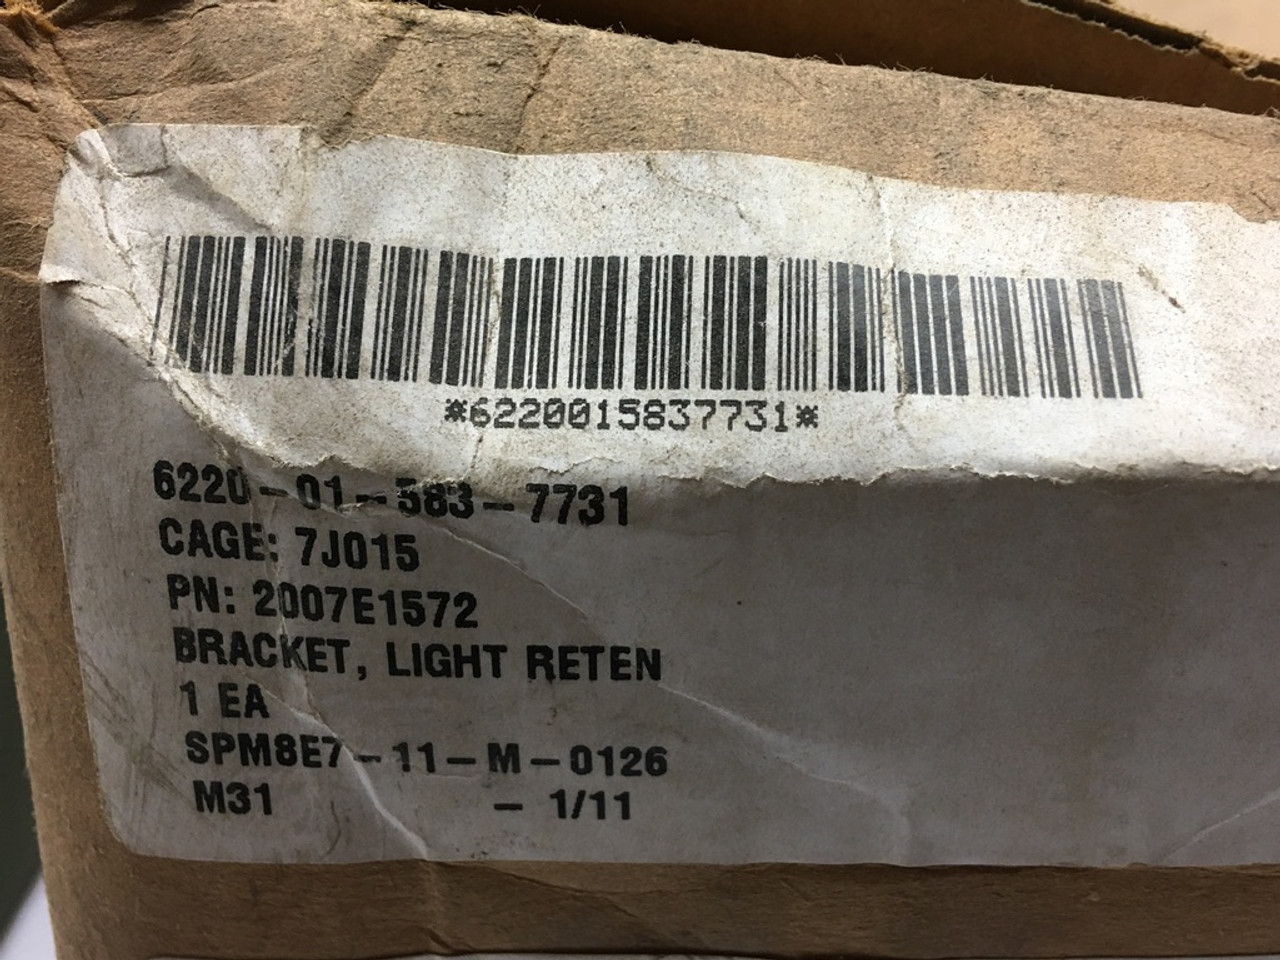 *6220015837731*
6220-01-583-7731
CAGE: 7J015
PN: 2007E1572
BRACKET, LIGHT RETEN
1 EA
SPM8E7-11-M-0126
M31 - 1/11